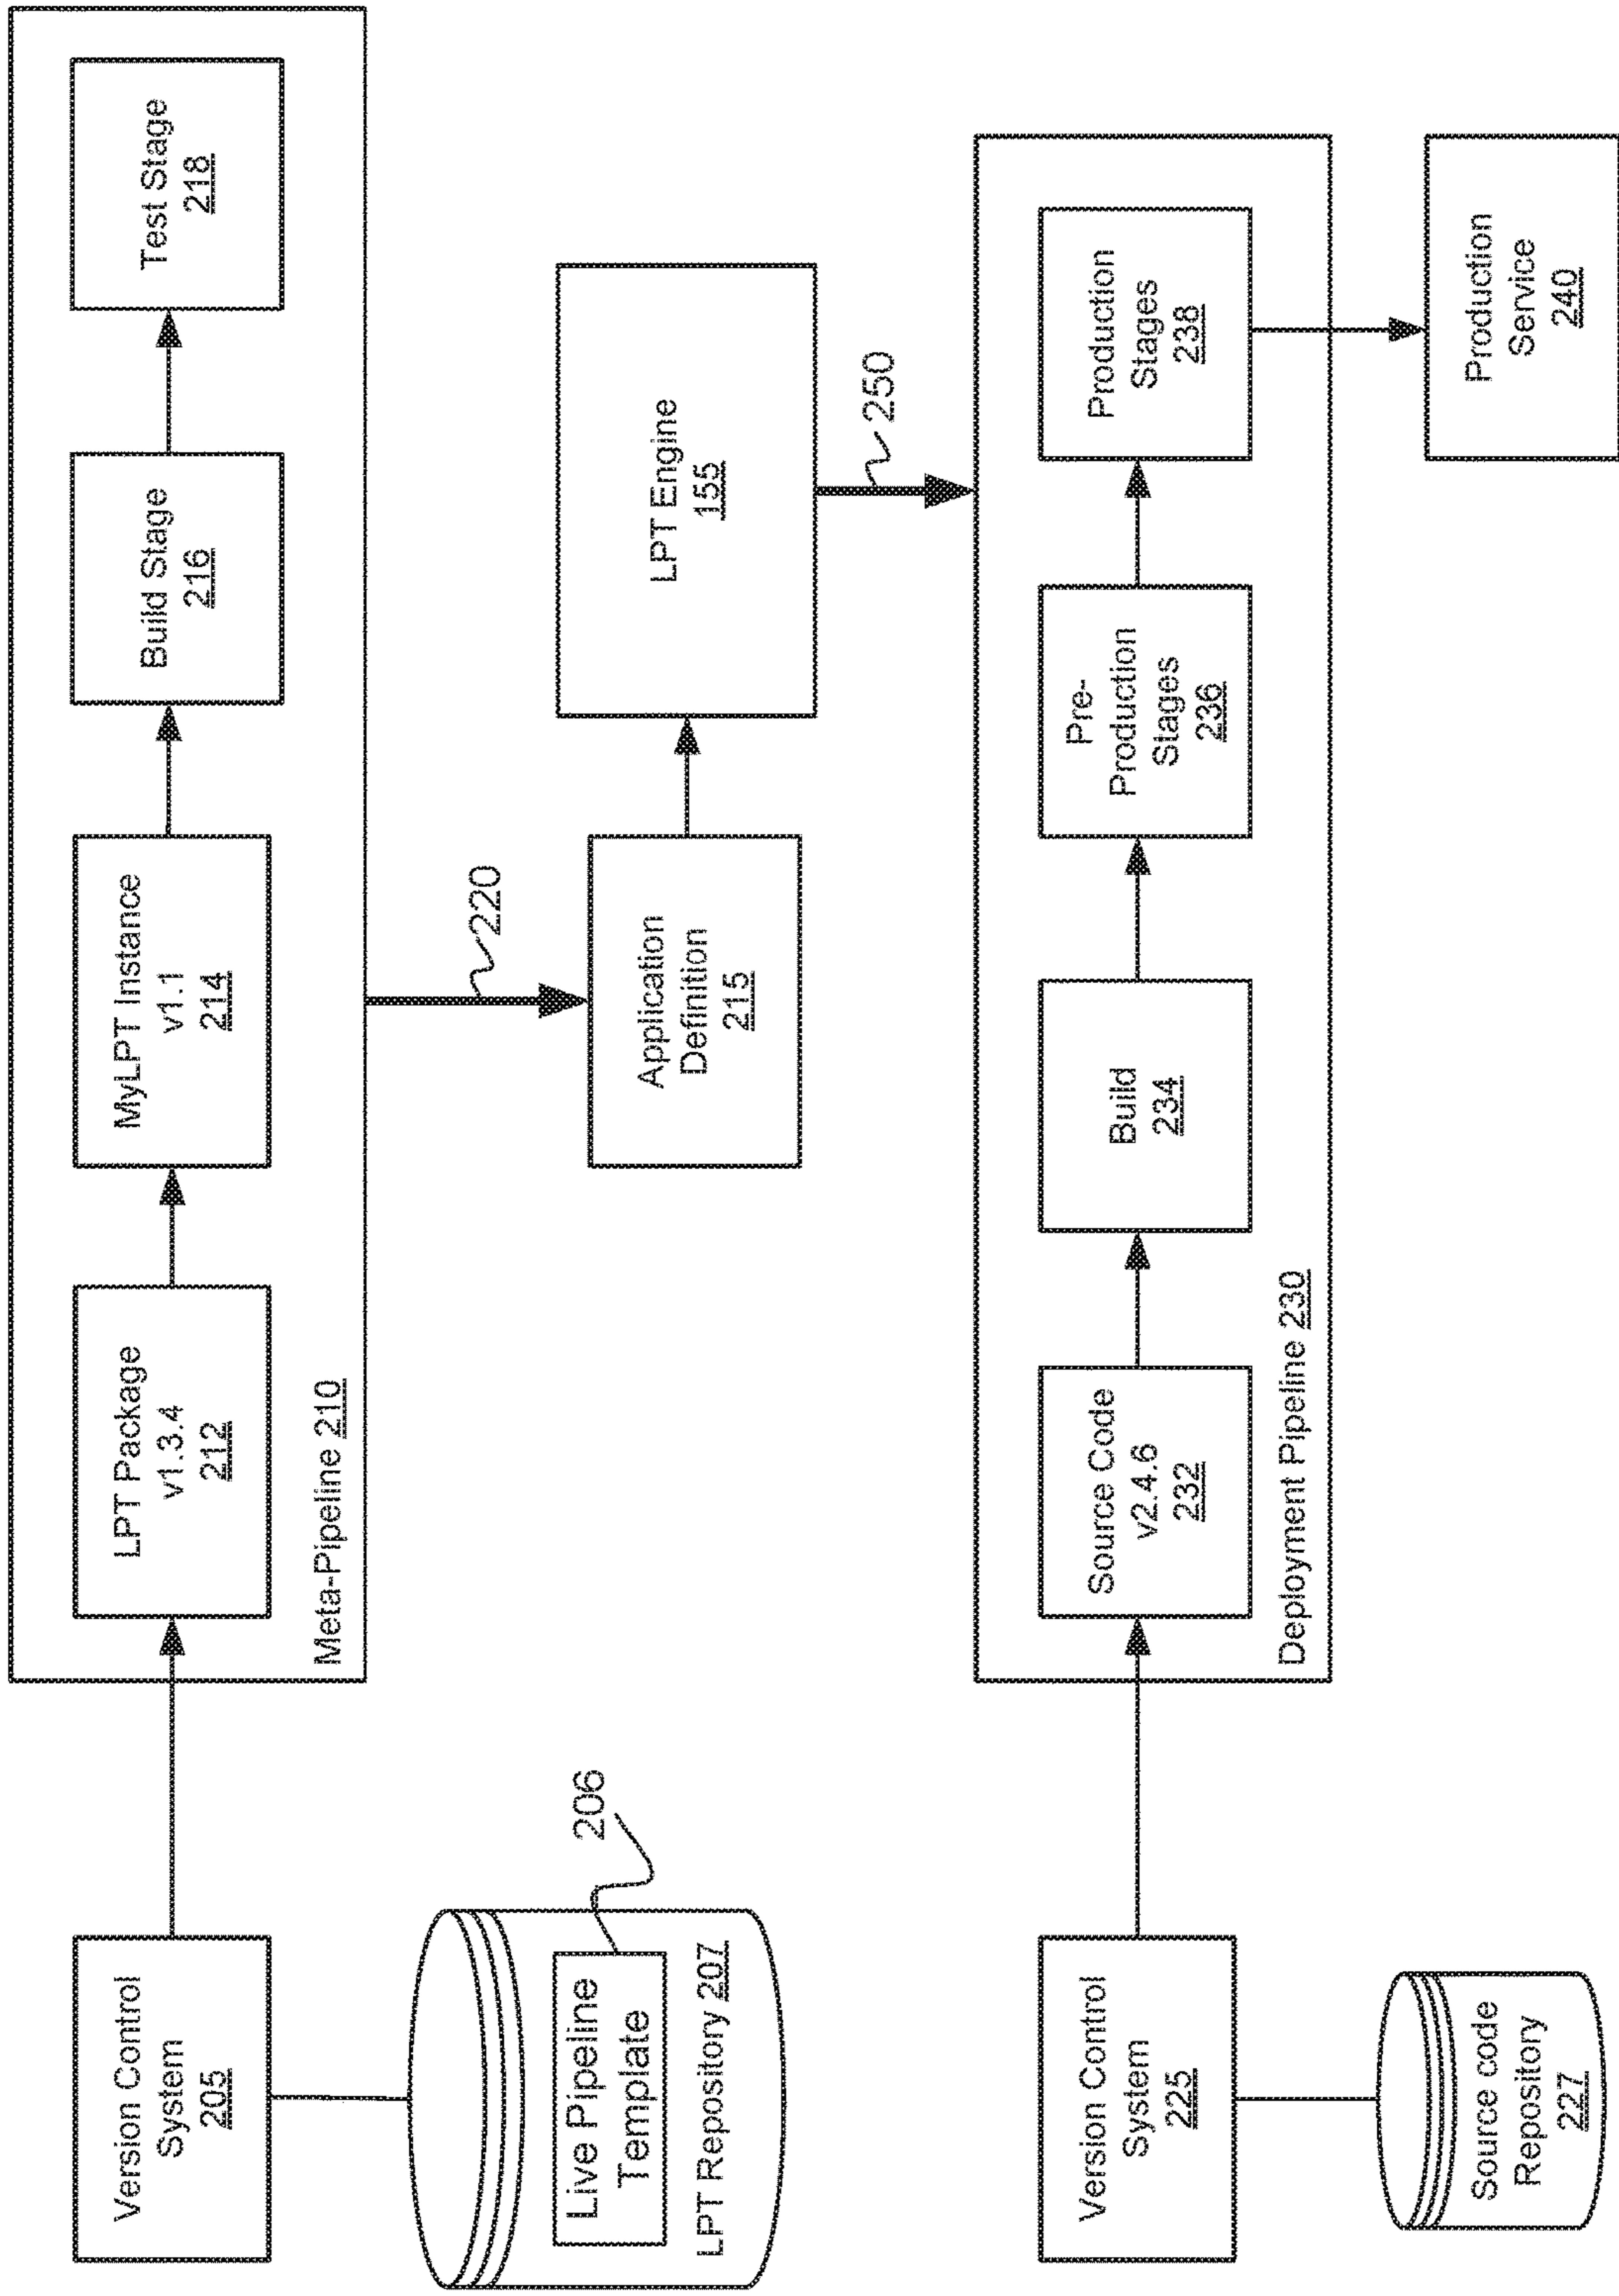 Version Control
System
205
LPT Package
v1.3.4
212
MyLPT Instance
v1.1
214
Build Stage
216
Test Stage
218
Meta-Pipeline 210
Live Pipeline
Template
206
LPT Repository 207
220
Application
Definition
215
LPT Engine
155
250
Version Control
System
225
Source Code
v2.4.6
232
Build
234
Pre-
Production
Stages
236
Production
Stages
238
Deployment Pipeline 230
Source code
Repository
227
Production
Service
240